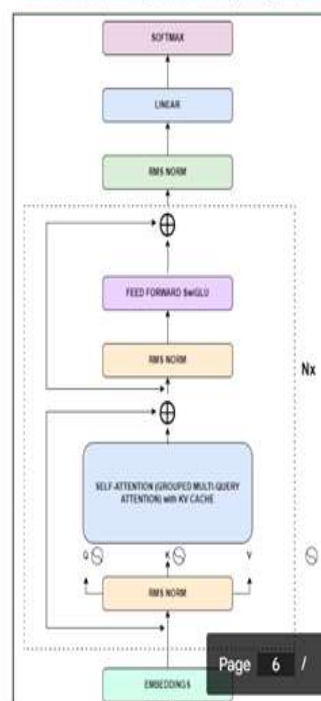 SOFTMAX
LINEAR
RMS NORM
FEED FORWARD SwiGLU
RMS NORM
Nx
SELF-ATTENTION (GROUPED MULTI-QUERY
ATTENTION) with KV CACHE
Q K V
RMS NORM
Page 6 /
EMBEDDINGS